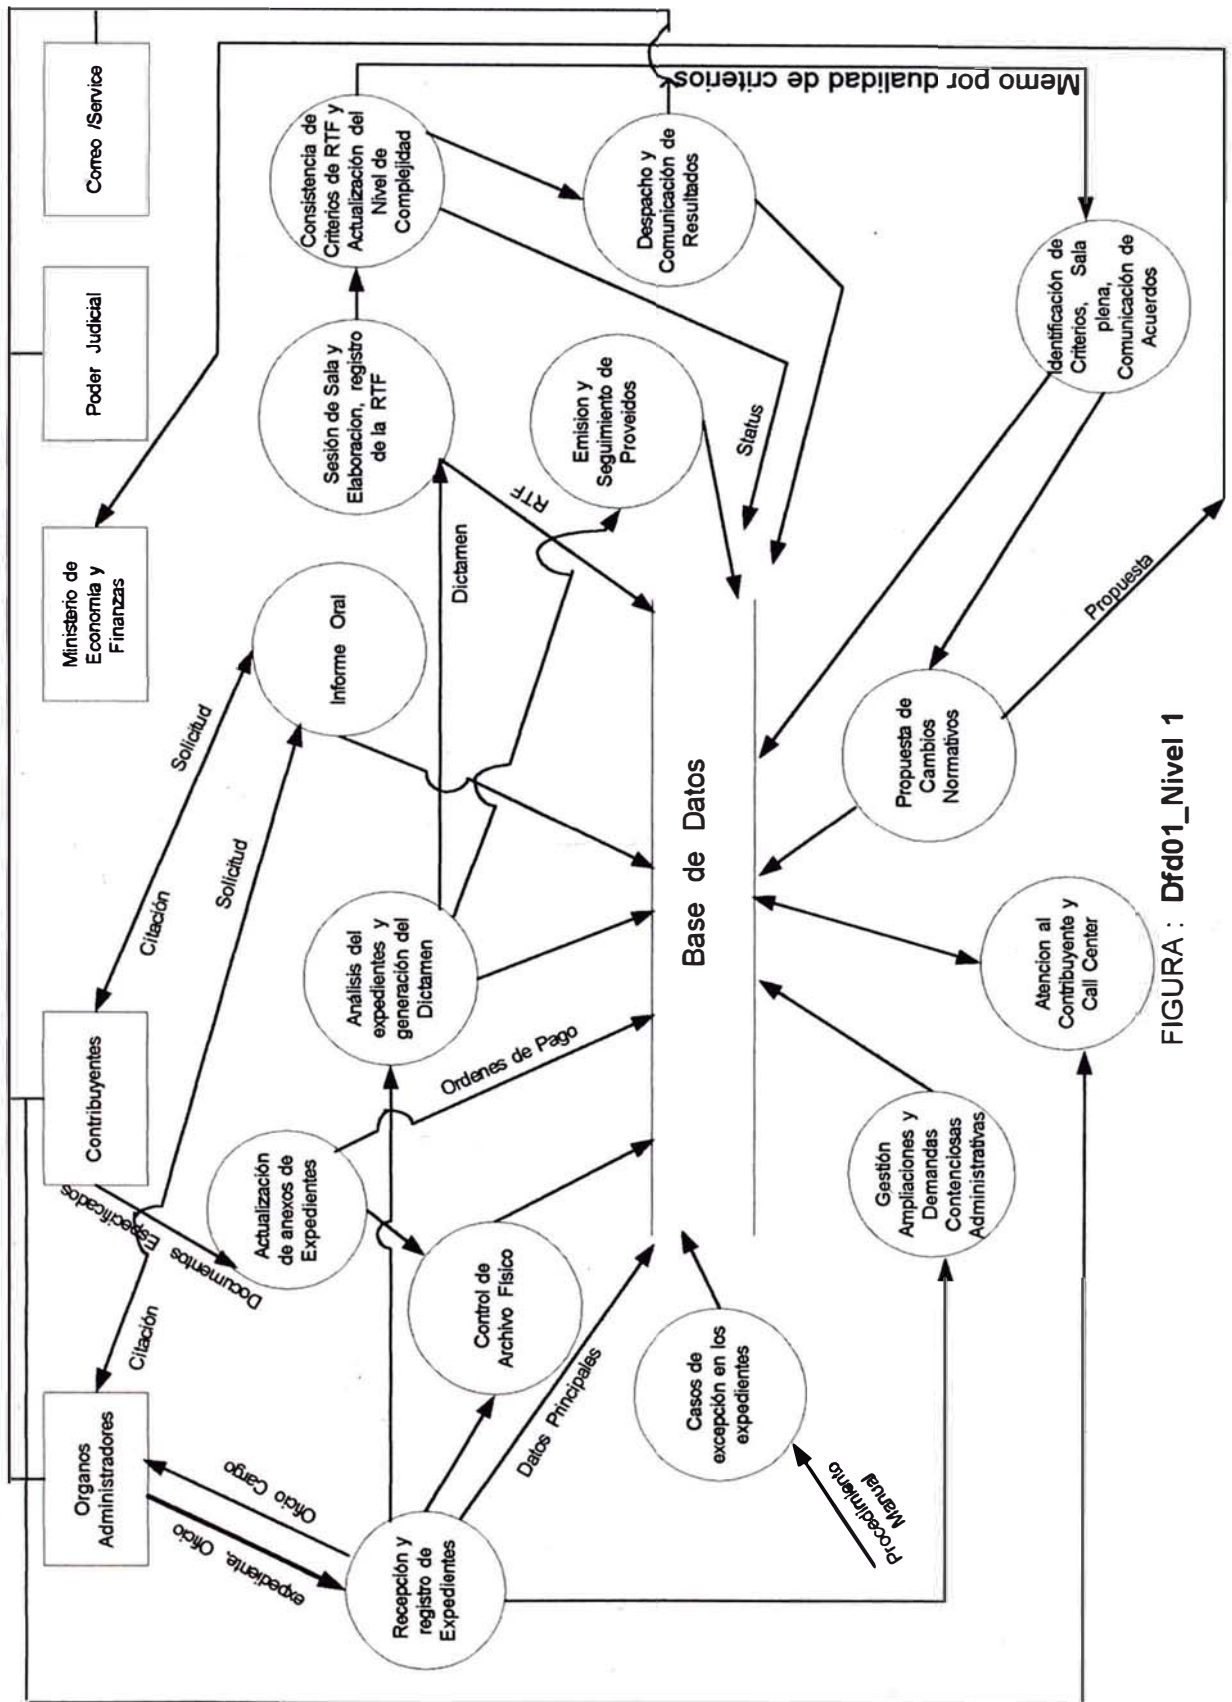 Organos
Administradores
Contribuyentes
Ministerio de
Economia y
Finanzas
Poder Judicial
Correo /Service
expediente, Oficio
Oficio Cargo
Citación
Documentos Especificados
Citación
Solicitud
Solicitud
Recepción y
registro de
Expedientes
Actualización
de anexos de
Expedientes
Control de
Archivo Físico
Análisis del
expedientes y
generación del
Dictamen
Informe Oral
Sesión de Sala y
Elaboracion, registro
de la RTF
Consistencia de
Criterios de RTF y
Actualización del
Nivel de
Complejidad
Despacho y
Comunicación de
Resultados
Emision y
Seguimiento de
Proveidos
Dictamen
RTF
Status
Memo por dualidad de criterios
Ordenes de Pago
Datos Principales
Base de Datos
Casos de
excepción en los
expedientes
Procedimiento
Manual
Gestión
Ampliaciones y
Demandas
Contenciosas
Administrativas
Atencion al
Contribuyente y
Call Center
Propuesta de
Cambios
Normativos
Identificación de
Criterios, Sala
plena,
Comunicación de
Acuerdos
Propuesta
FIGURA : Dfd01_Nivel 1